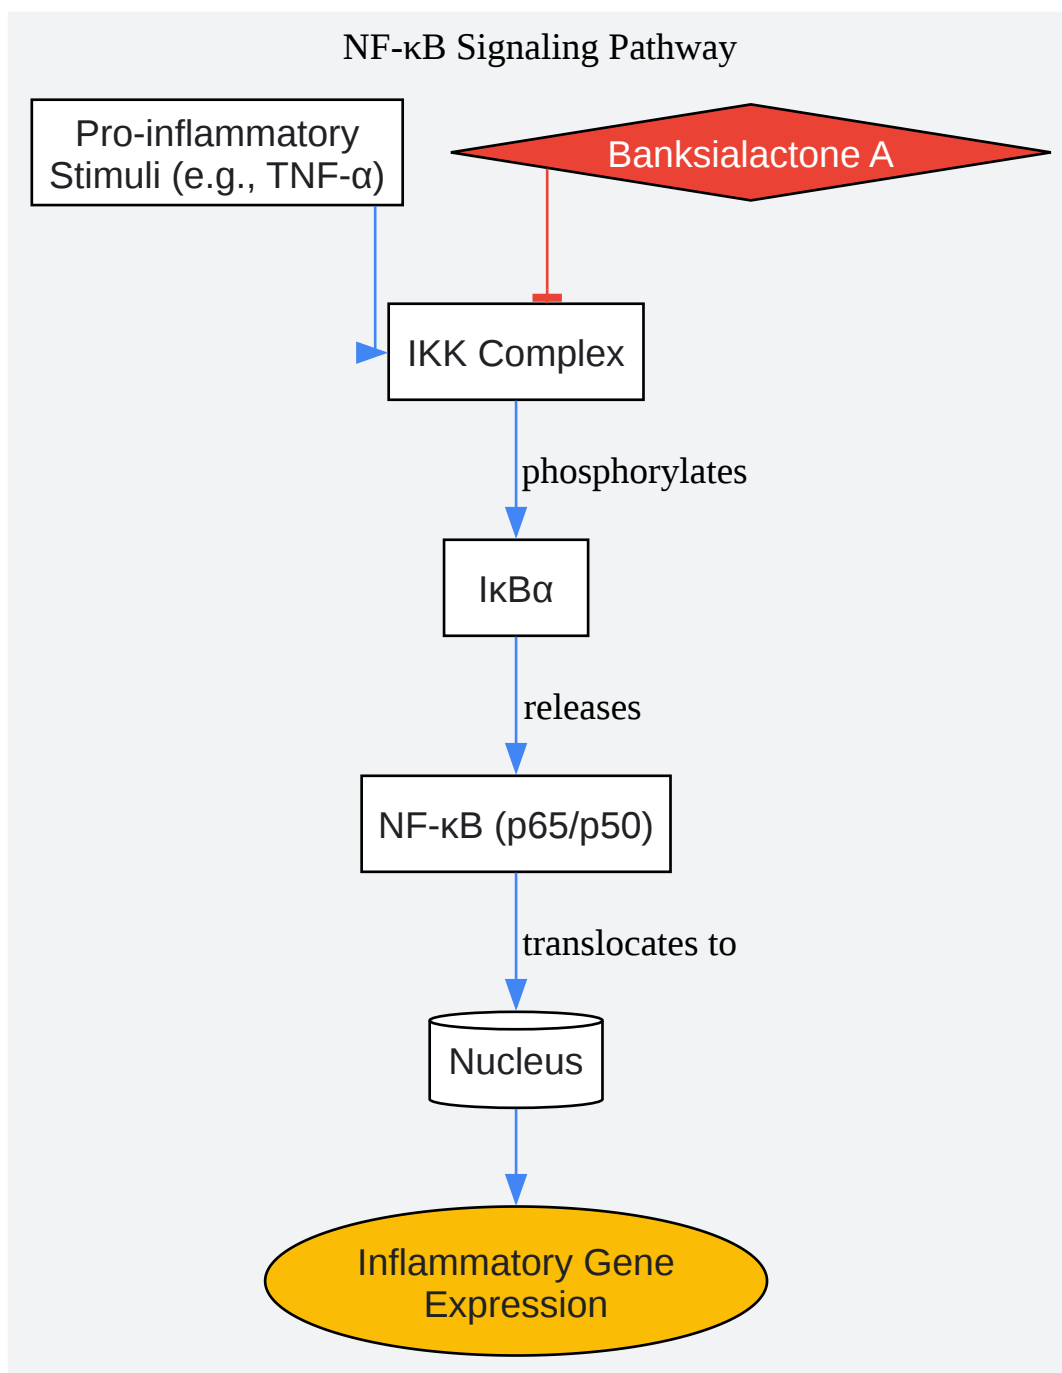 NF-κB Signaling Pathway
Pro-inflammatory
Stimuli (e.g., TNF-α)
Banksialactone A
IKK Complex
phosphorylates
IκBα
releases
NF-κB (p65/p50)
translocates to
Nucleus
Inflammatory Gene
Expression